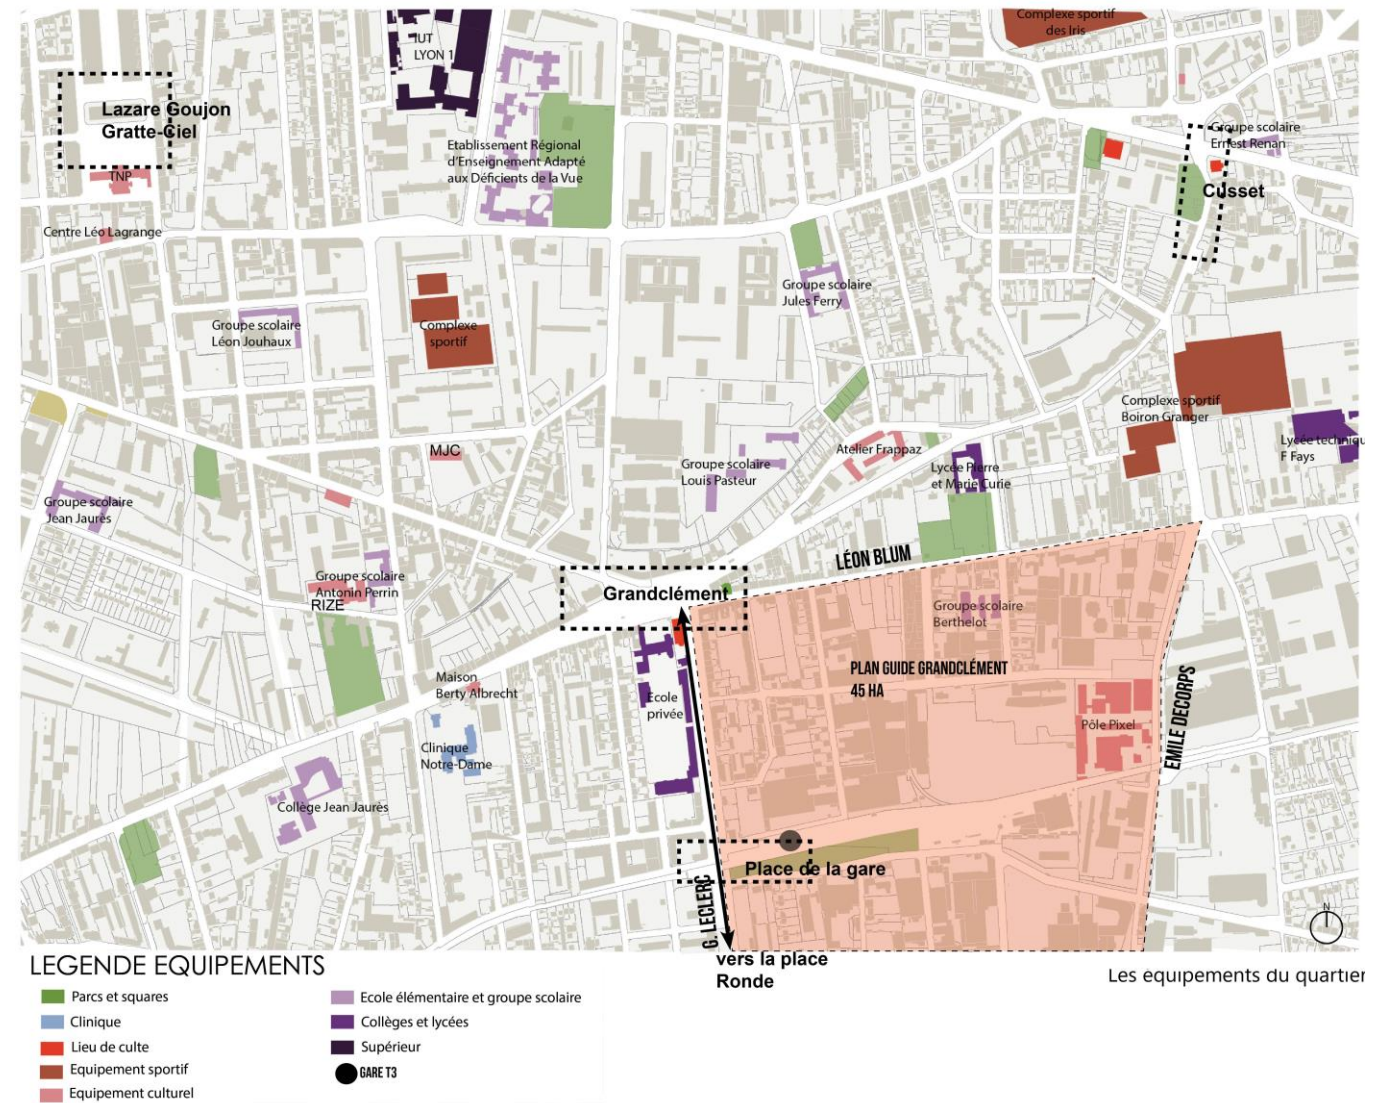 Complexe sportif
des Iris
IUT
LYON 1
Lazare Goujon
Gratte-Ciel
TNP
Centre Léo Lagrange
Etablissement Régional
d'Enseignement Adapté
aux Déficients de la Vue
Groupe scolaire
Ernest Renan
Cusset
Groupe scolaire
Jules Ferry
Groupe scolaire
Léon Jouhaux
Complexe
sportif
Complexe sportif
Boiron Granger
Lycée techniqu
F Fays
MJC
Groupe scolaire
Louis Pasteur
Atelier Frappaz
Lycée Pierre
et Marie Curie
Groupe scolaire
Jean Jaurès
LÉON BLUM
Groupe scolaire
Antonin Perrin
RIZE
Grandclément
Groupe scolaire
Berthelot
PLAN GUIDE GRANDCLÉMENT
45 HA
Maison
Berty Albrecht
Ecole
privée
Pôle Pixel
EMILE DECORPS
Clinique
Notre-Dame
Collège Jean Jaurès
Place de la gare
G. LECLERC
N
vers la place
Ronde
LEGENDE EQUIPEMENTS
Les equipements du quartier
Parcs et squares
Clinique
Lieu de culte
Equipement sportif
Equipement culturel
Ecole élémentaire et groupe scolaire
Collèges et lycées
Supérieur
GARE T3